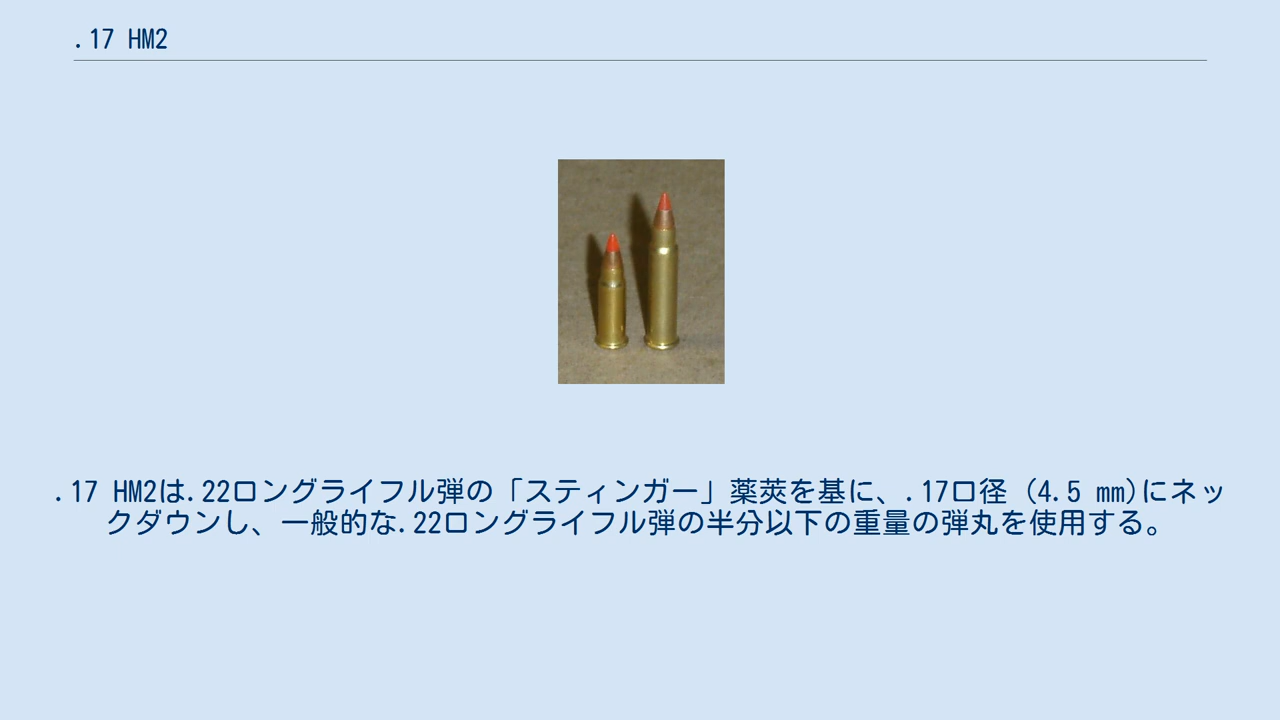 .17 HM2
.17 HM2は.22ロングライフル弾の「スティンガー」薬莢を基に、.17口径 (4.5 mm)にネッ
クダウンし、一般的な.22ロングライフル弾の半分以下の重量の弾丸を使用する。